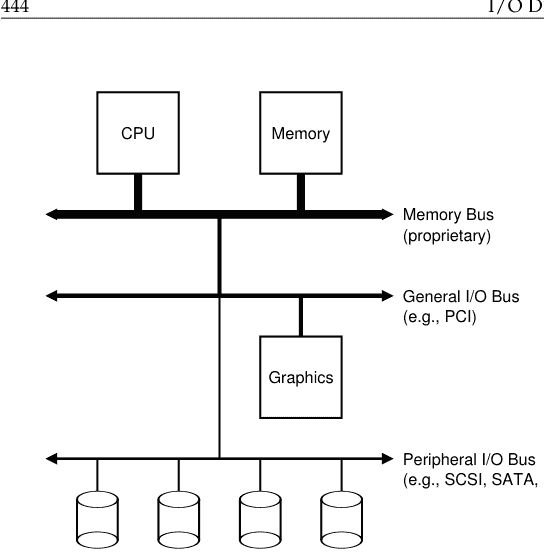 444 I/O D
CPU Memory
Memory Bus
(proprietary)
General I/O Bus
(e.g., PCI)
Graphics
Peripheral I/O Bus
(e.g., SCSI, SATA,